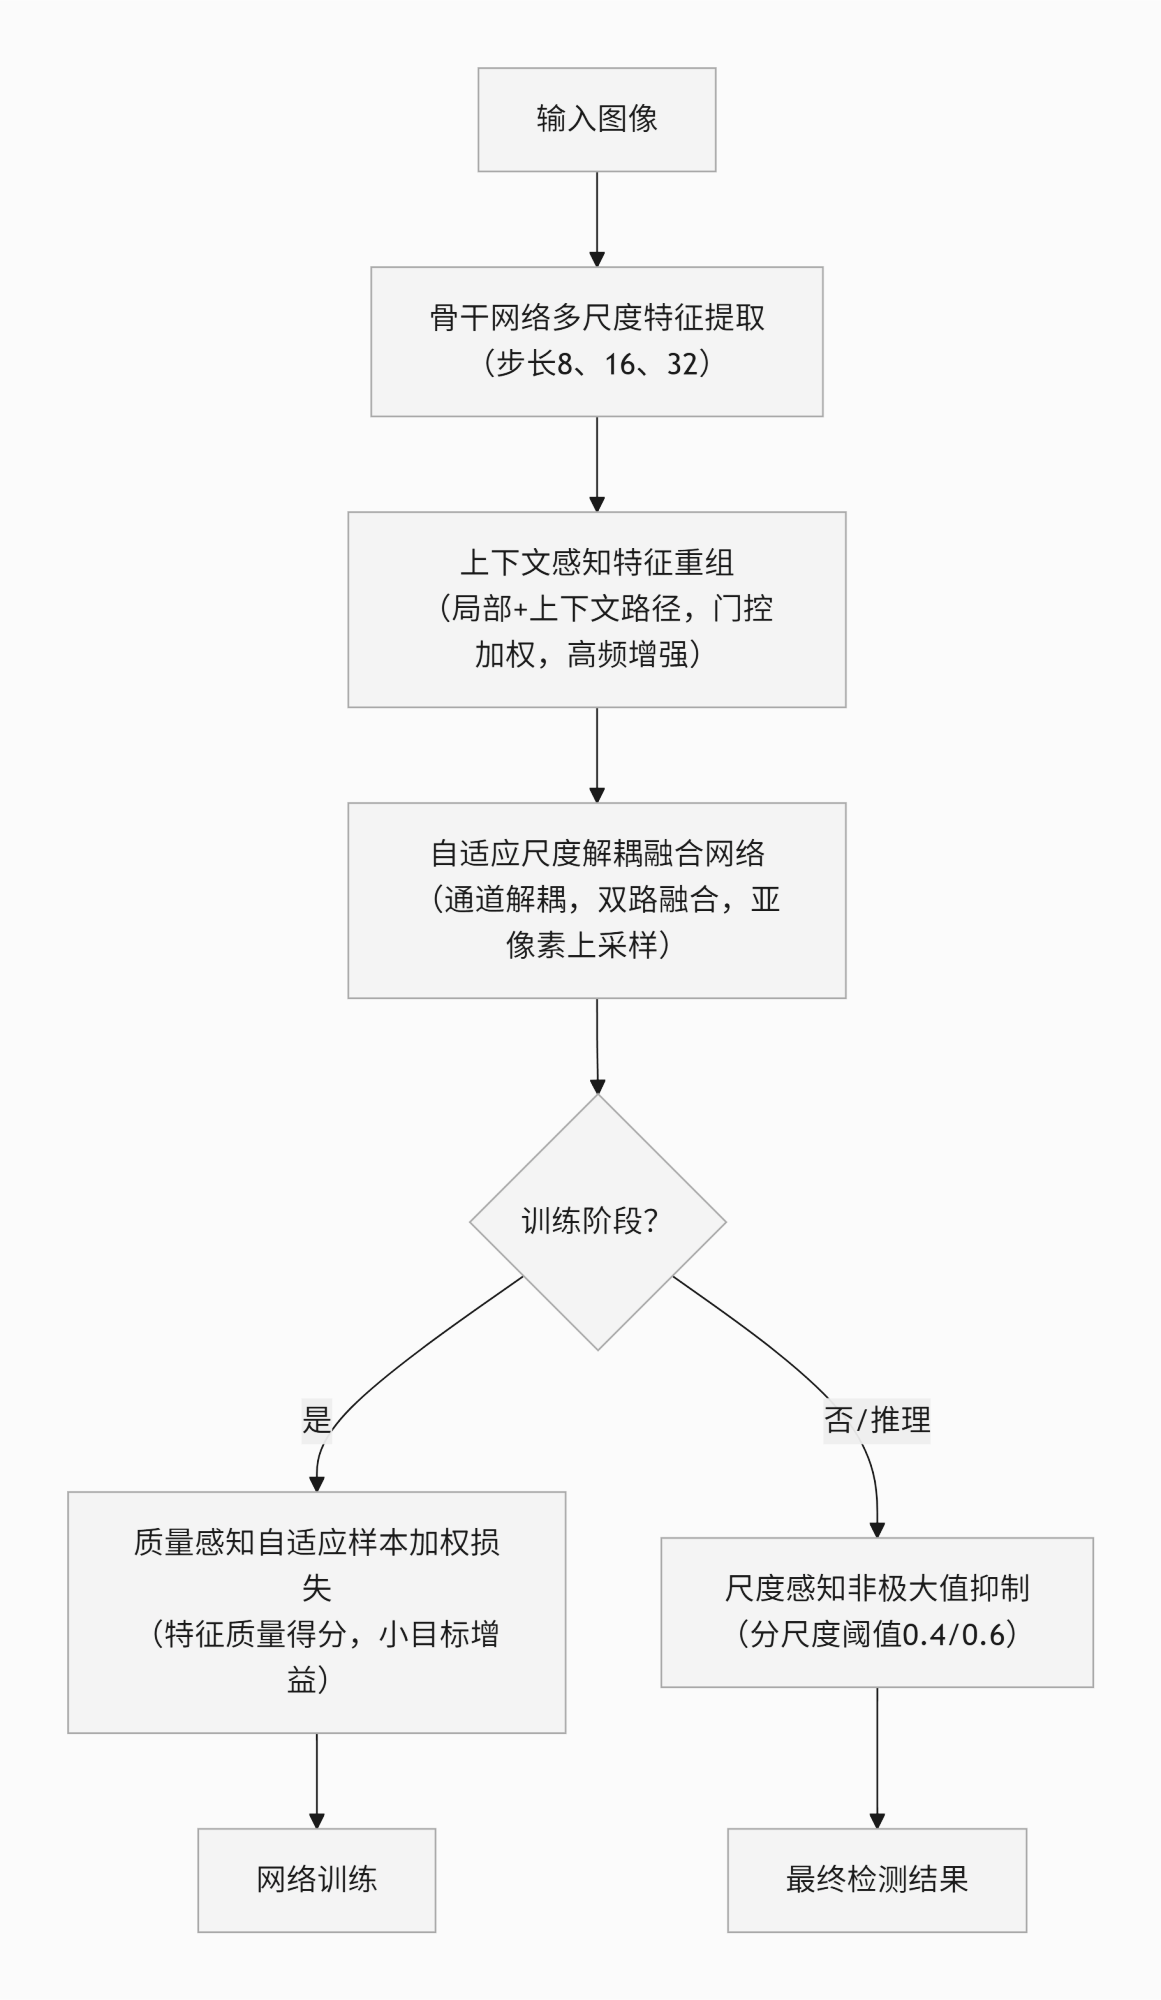 输入图像
骨干网络多尺度特征提取
（步长8、16、32）
上下文感知特征重组
（局部+上下文路径，门控
加权，高频增强）
自适应尺度解耦融合网络
（通道解耦，双路融合，亚
像素上采样）
训练阶段？
是
否/推理
质量感知自适应样本加权损
失
（特征质量得分，小目标增
益）
尺度感知非极大值抑制
（分尺度阈值0.4/0.6）
网络训练
最终检测结果